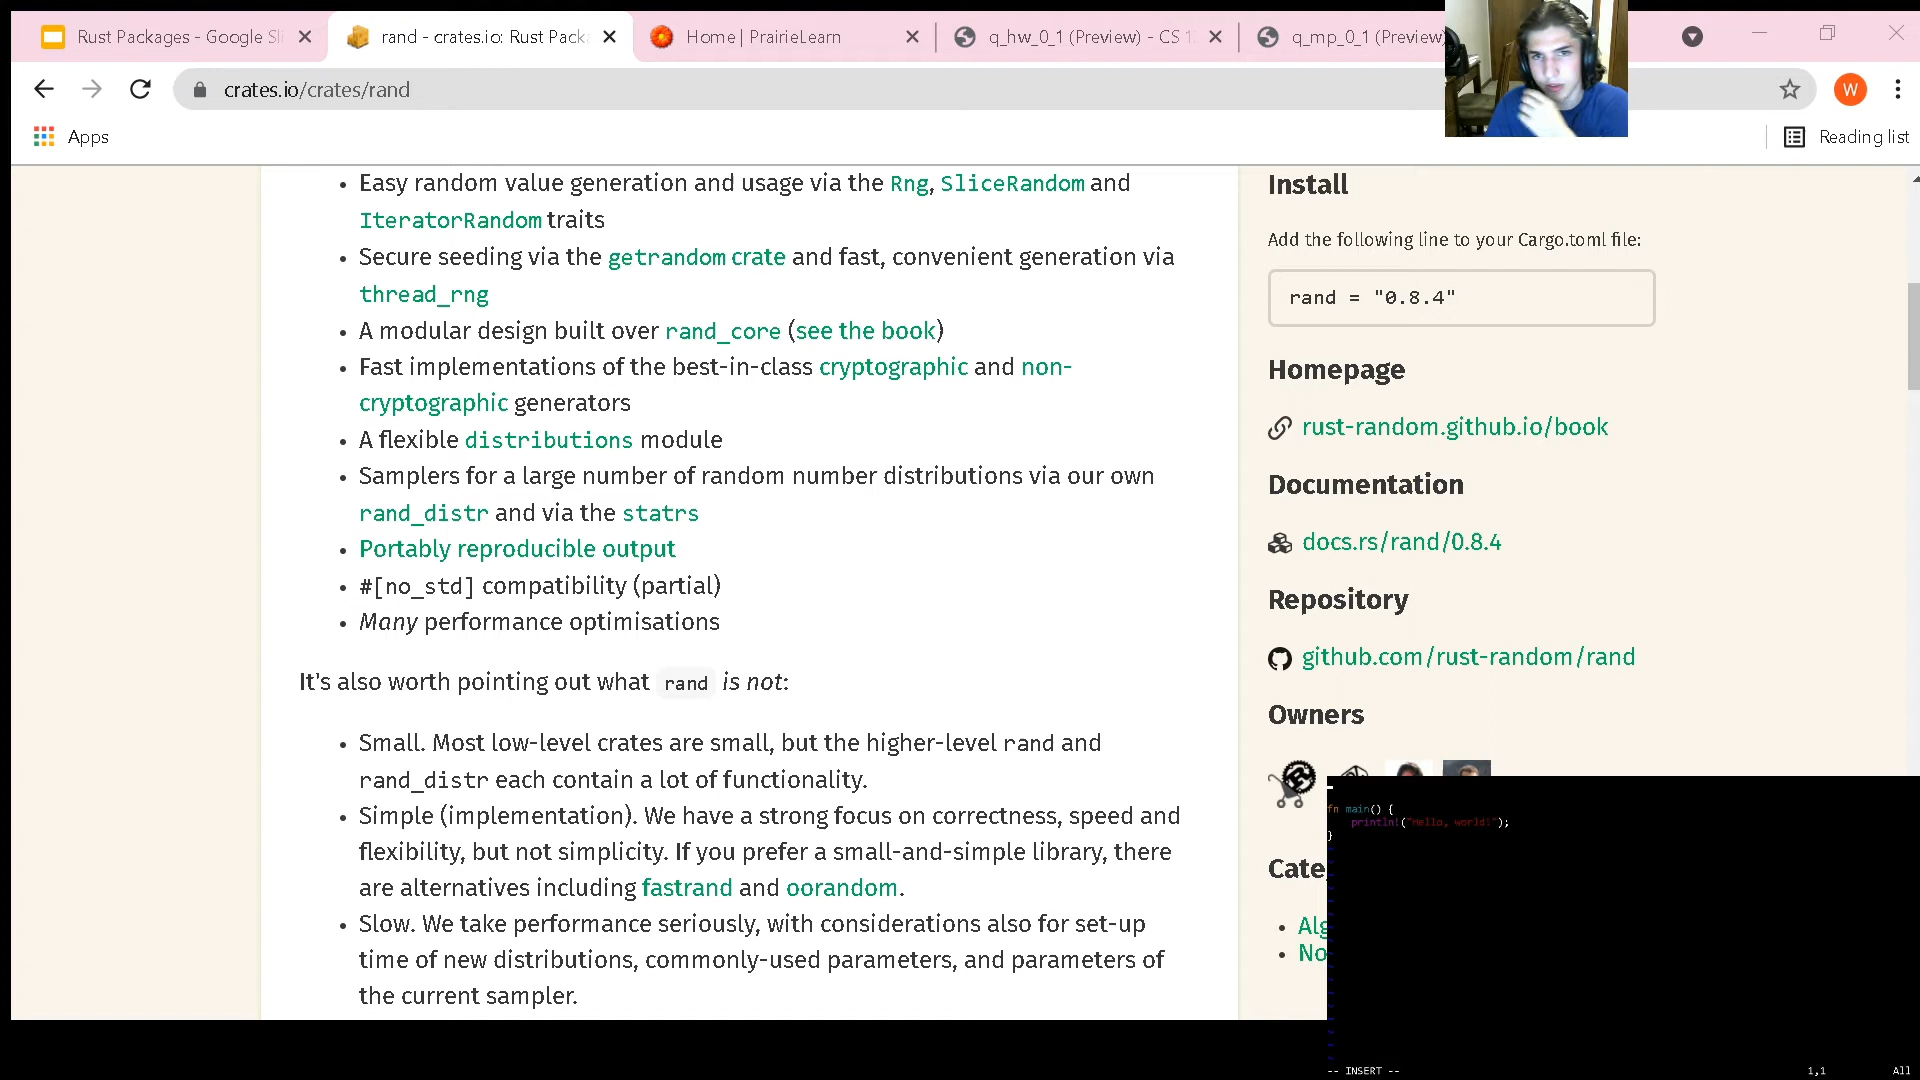 Rust Packages - Google Sli
rand - crates.io: Rust Packa
Home | PrairieLearn
q_hw_0_1 (Preview) - CS 1
q_mp_0_1 (Preview)
crates.io/crates/rand
W
Apps
Reading list
• Easy random value generation and usage via the Rng, SliceRandom and
IteratorRandom traits
• Secure seeding via the getrandom crate and fast, convenient generation via
thread_rng
• A modular design built over rand_core (see the book)
• Fast implementations of the best-in-class cryptographic and non-
cryptographic generators
• A flexible distributions module
• Samplers for a large number of random number distributions via our own
rand_distr and via the statrs
• Portably reproducible output
• #[no_std] compatibility (partial)
• Many performance optimisations
It's also worth pointing out what rand is not:
• Small. Most low-level crates are small, but the higher-level rand and
rand_distr each contain a lot of functionality.
• Simple (implementation). We have a strong focus on correctness, speed and
flexibility, but not simplicity. If you prefer a small-and-simple library, there
are alternatives including fastrand and oorandom.
• Slow. We take performance seriously, with considerations also for set-up
time of new distributions, commonly-used parameters, and parameters of
the current sampler.
Install
Add the following line to your Cargo.toml file:
rand = "0.8.4"
Homepage
rust-random.github.io/book
Documentation
docs.rs/rand/0.8.4
Repository
github.com/rust-random/rand
Owners
Cate
• Alg
• No
fn main() {
println!("Hello, world!");
}
-- INSERT --
1,1
All